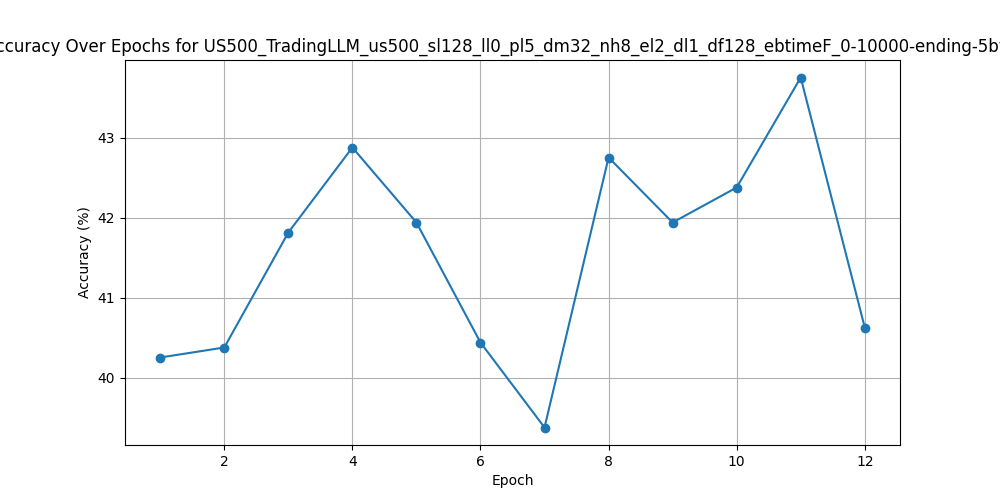 ccuracy Over Epochs for US500_TradingLLM_us500_sl128_ll0_pl5_dm32_nh8_el2_dl1_df128_ebtimeF_0-10000-ending-5b
43
42
41
40
Accuracy (%)
2 4 6 8 10 12
Epoch